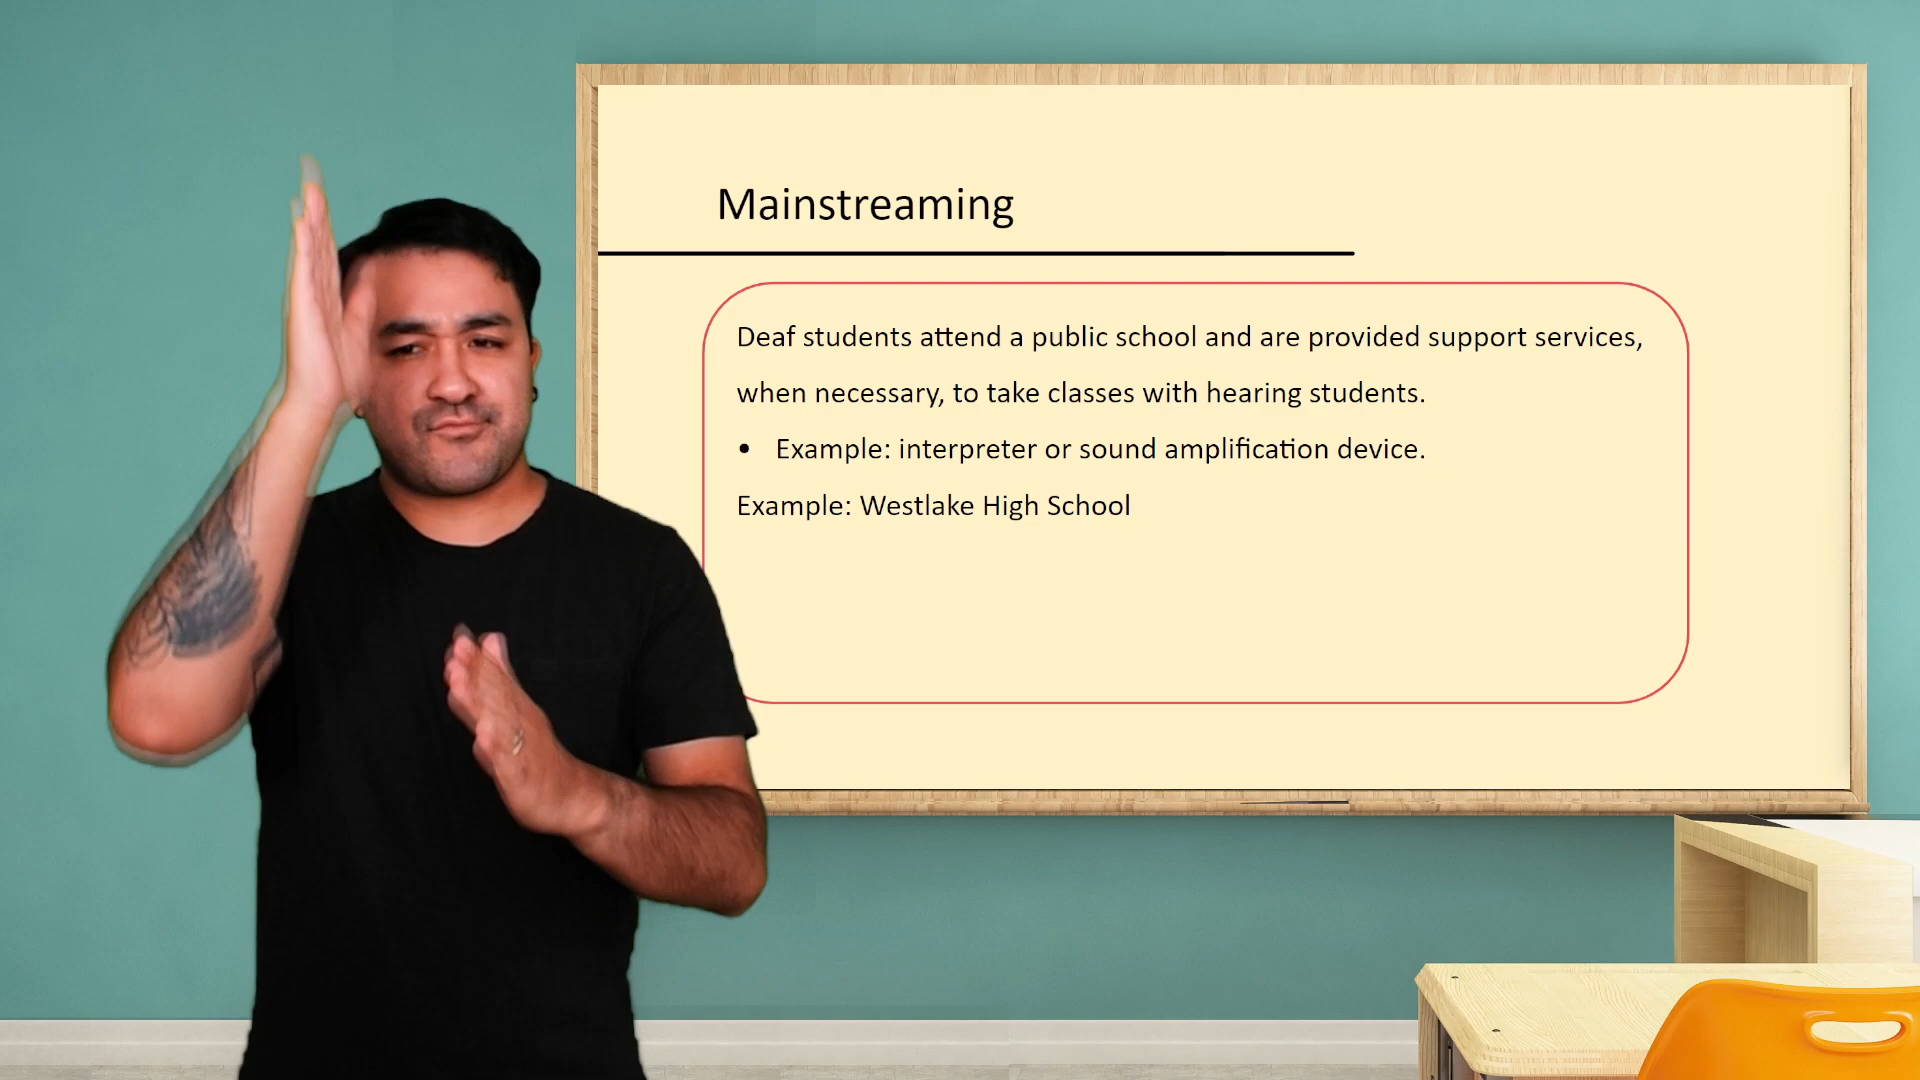 Mainstreaming
Deaf students attend a public school and are provided support services,
when necessary, to take classes with hearing students.
• Example: interpreter or sound amplification device.
Example: Westlake High School